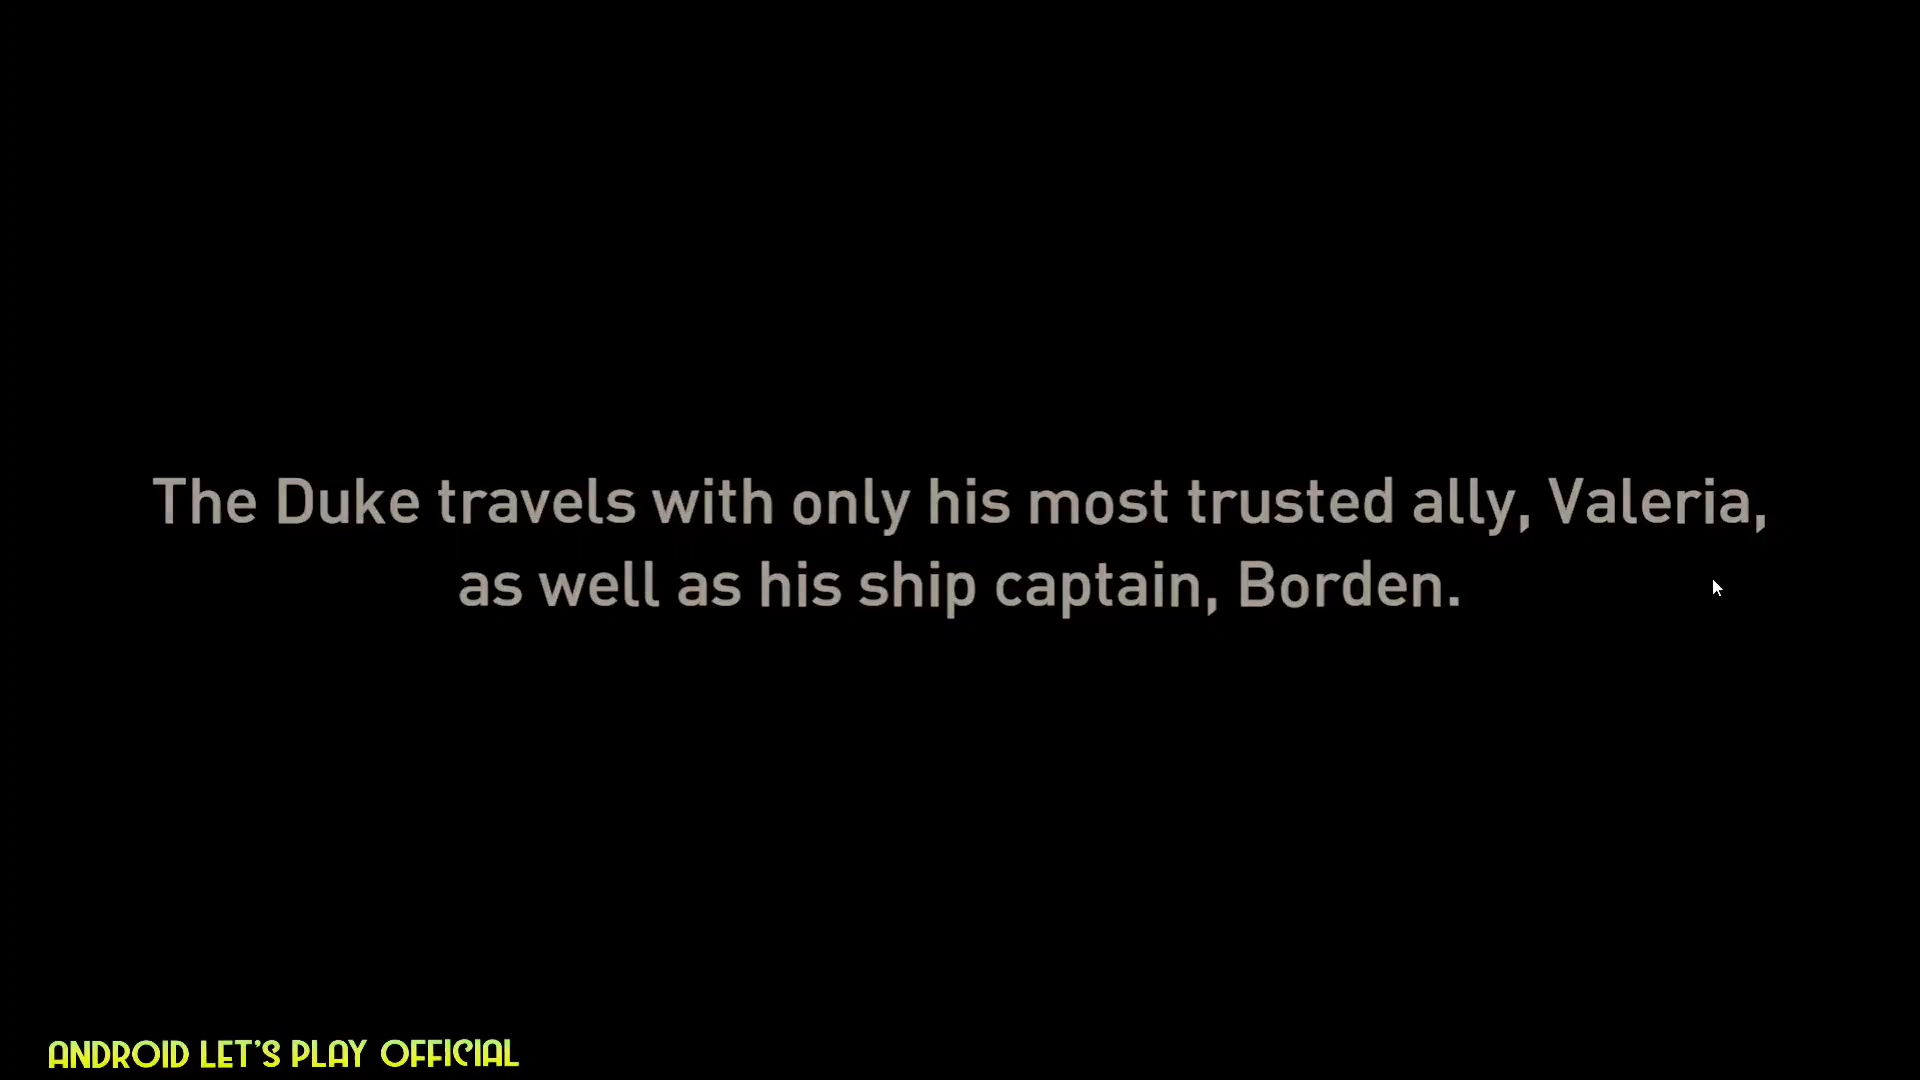 The Duke travels with only his most trusted ally, Valeria,
as well as his ship captain, Borden.
ANDROID LET'S PLAY OFFICIAL